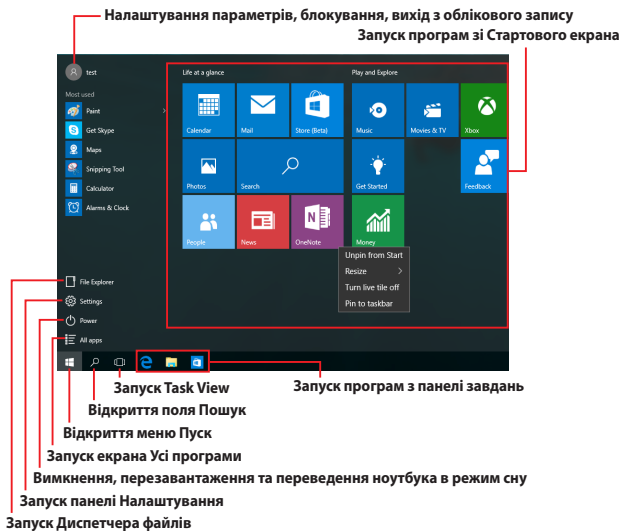 Налаштування параметрів, блокування, вихід з облікового запису
Запуск програм зі Стартового екрана
test
Life at a glance
Play and Explore
Most used
Paint
Get Skype
Maps
Snipping Tool
Calculator
Alarms & Clock
Calendar
Mail
Store (Beta)
Music
Movies & TV
Xbox
Photos
Search
Get Started
Feedback
People
News
OneNote
Money
Unpin from Start
Resize
Turn live tile off
Pin to taskbar
File Explorer
Settings
Power
All apps
Запуск Task View
Запуск програм з панелі завдань
Відкриття поля Пошук
Відкриття меню Пуск
Запуск екрана Усі програми
Вимкнення, перезавантаження та переведення ноутбука в режим сну
Запуск панелі Налаштування
Запуск Диспетчера файлів